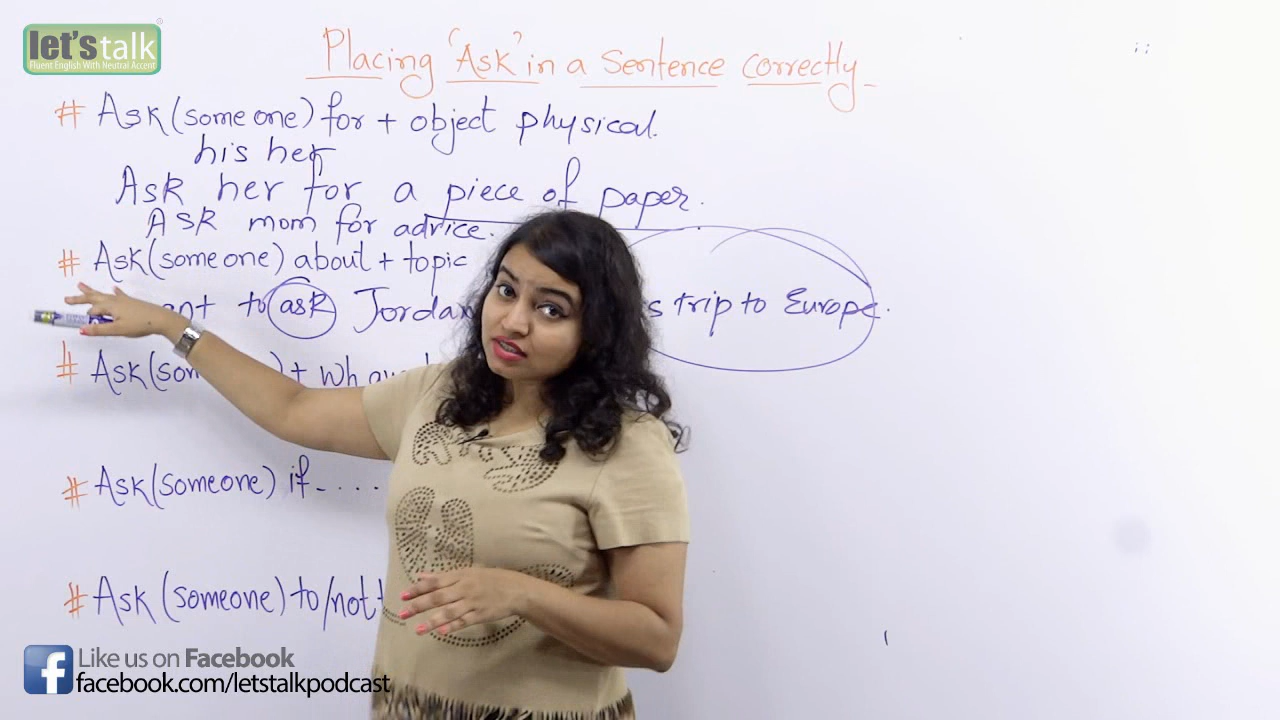 let's talk
Fluent English With Neutral Accent
Placing 'Ask' in a Sentence correctly
# Ask (someone) for + object physical.
his her
Ask her for a piece of paper.
Ask mom for advice.
# Ask (someone) about + topic
to ask Jordan trip to Europe.
# Ask + Wh
# Ask (someone) if ....
# Ask (someone) to/not
Like us on Facebook
facebook.com/letstalkpodcast